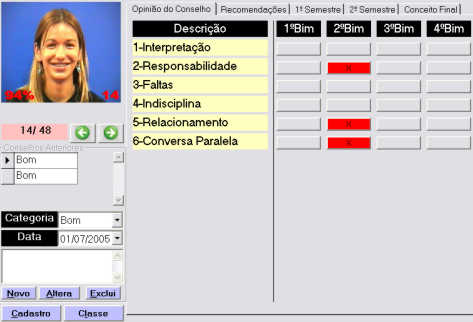 Opinião do Conselho Recomendações 1º Semestre 2º Semestre Conceito Final
Descrição 1ºBim 2ºBim 3ºBim 4ºBim
1-Interpretação
2-Responsabilidade X
3-Faltas
4-Indisciplina
5-Relacionamento X
6-Conversa Paralela X
94% 14
14/ 48
Conselhos Anteriores
Bom
Bom
Categoria Bom
Data 01/07/2005
Novo Altera Exclui
Cadastro Classe